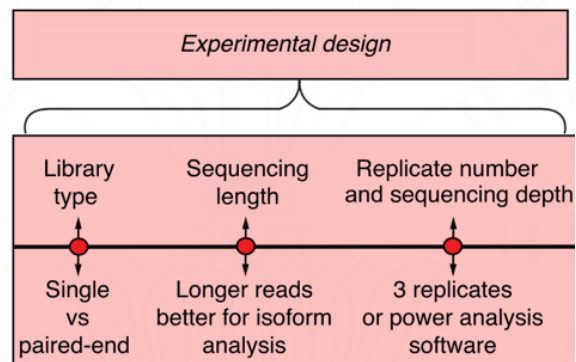 Experimental design
Library
type
Sequencing
length
Replicate number
and sequencing depth
Single
vs
paired-end
Longer reads
better for isoform
analysis
3 replicates
or power analysis
software